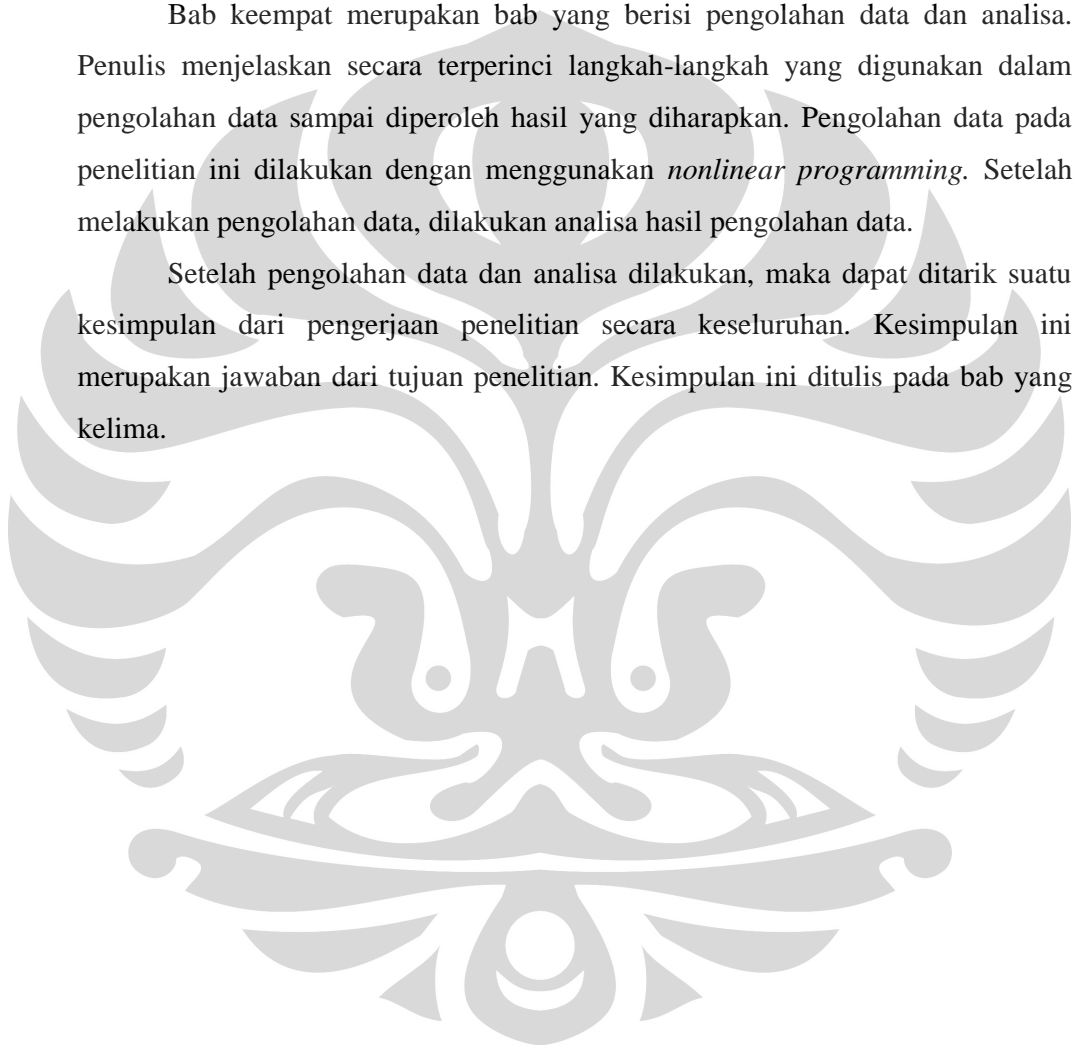 Bab keempat merupakan bab yang berisi pengolahan data dan analisa.
Penulis menjelaskan secara terperinci langkah-langkah yang digunakan dalam
pengolahan data sampai diperoleh hasil yang diharapkan. Pengolahan data pada
penelitian ini dilakukan dengan menggunakan nonlinear programming. Setelah
melakukan pengolahan data, dilakukan analisa hasil pengolahan data.
Setelah pengolahan data dan analisa dilakukan, maka dapat ditarik suatu
kesimpulan dari pengerjaan penelitian secara keseluruhan. Kesimpulan ini
merupakan jawaban dari tujuan penelitian. Kesimpulan ini ditulis pada bab yang
kelima.